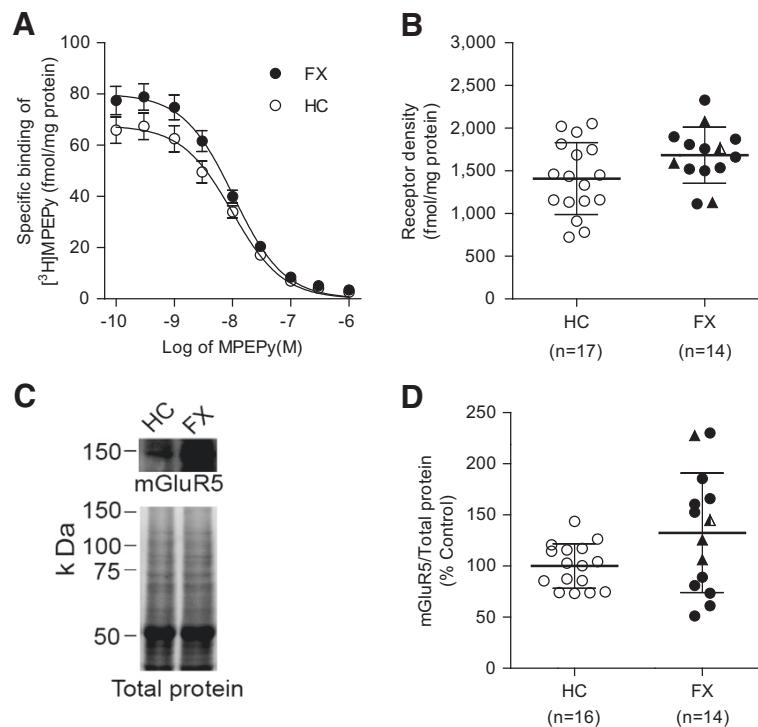 A
Specific binding of
[³H]MPEPy (fmol/mg protein)
100
80
60
40
20
0
-10
-9
-8
-7
-6
Log of MPEPy(M)
FX
HC
B
Receptor density
(fmol/mg protein)
3,000
2,500
2,000
1,500
1,000
500
0
HC
FX
(n=17)
(n=14)
C
HC
FX
150
mGluR5
k Da
150
100
75
50
Total protein
D
mGluR5/Total protein
(% Control)
250
200
150
100
50
0
HC
FX
(n=16)
(n=14)